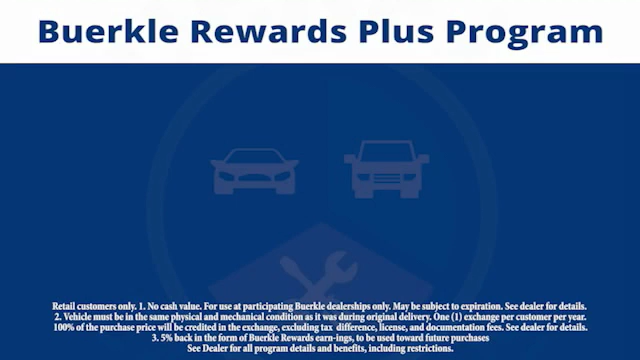 Buerkle Rewards Plus Program
Retail customers only. 1. No cash value. For use at participating Buerkle dealerships only. May be subject to expiration. See dealer for details.
2. Vehicle must be in the same physical and mechanical condition as it was during original delivery. One (1) exchange per customer per year.
100% of the purchase price will be credited in the exchange, excluding tax difference, license, and documentation fees. See dealer for details.
3. 5% back in the form of Buerkle Rewards earn-ings, to be used toward future purchases
See Dealer for all program details and benefits, including restrictions.